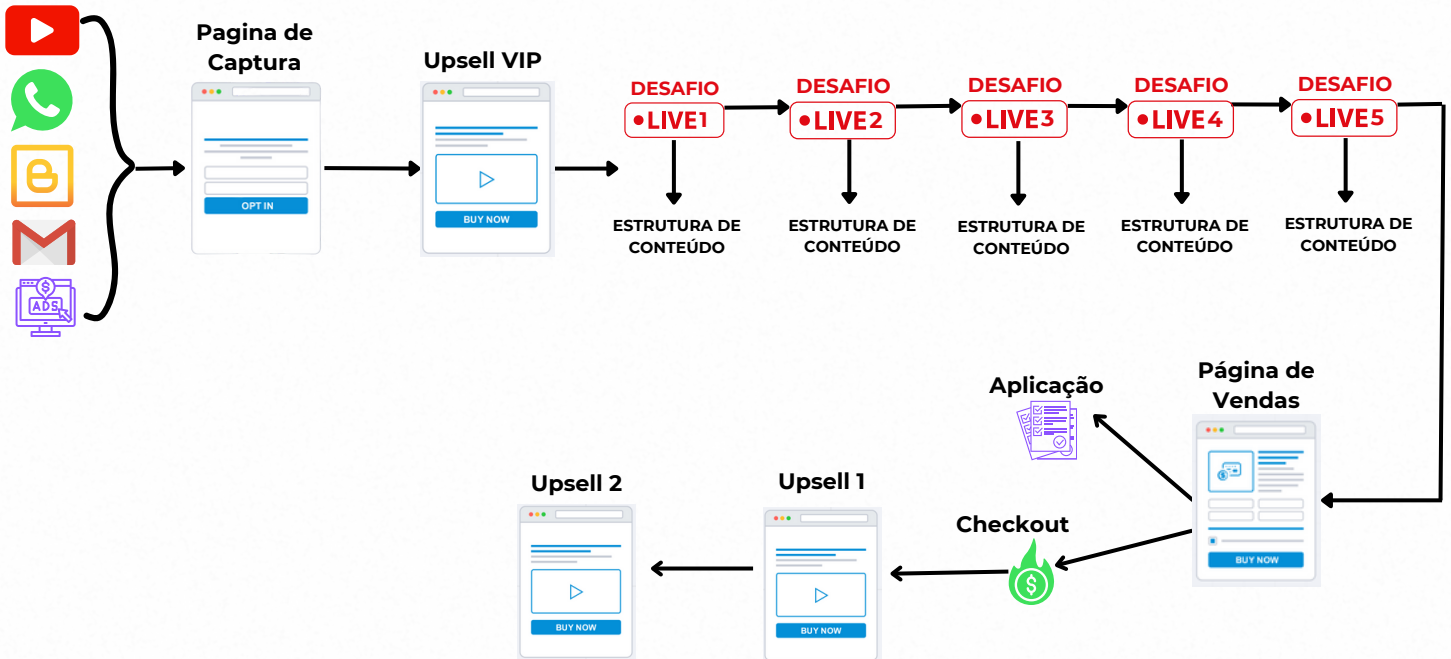 Pagina de
Captura
OPT IN
Upsell VIP
BUY NOW
DESAFIO
LIVE1
ESTRUTURA DE
CONTEÚDO
DESAFIO
LIVE2
ESTRUTURA DE
CONTEÚDO
DESAFIO
LIVE3
ESTRUTURA DE
CONTEÚDO
DESAFIO
LIVE4
ESTRUTURA DE
CONTEÚDO
DESAFIO
LIVE5
ESTRUTURA DE
CONTEÚDO
ADS
Página de
Vendas
BUY NOW
Aplicação
Checkout
$
Upsell 1
BUY NOW
Upsell 2
BUY NOW